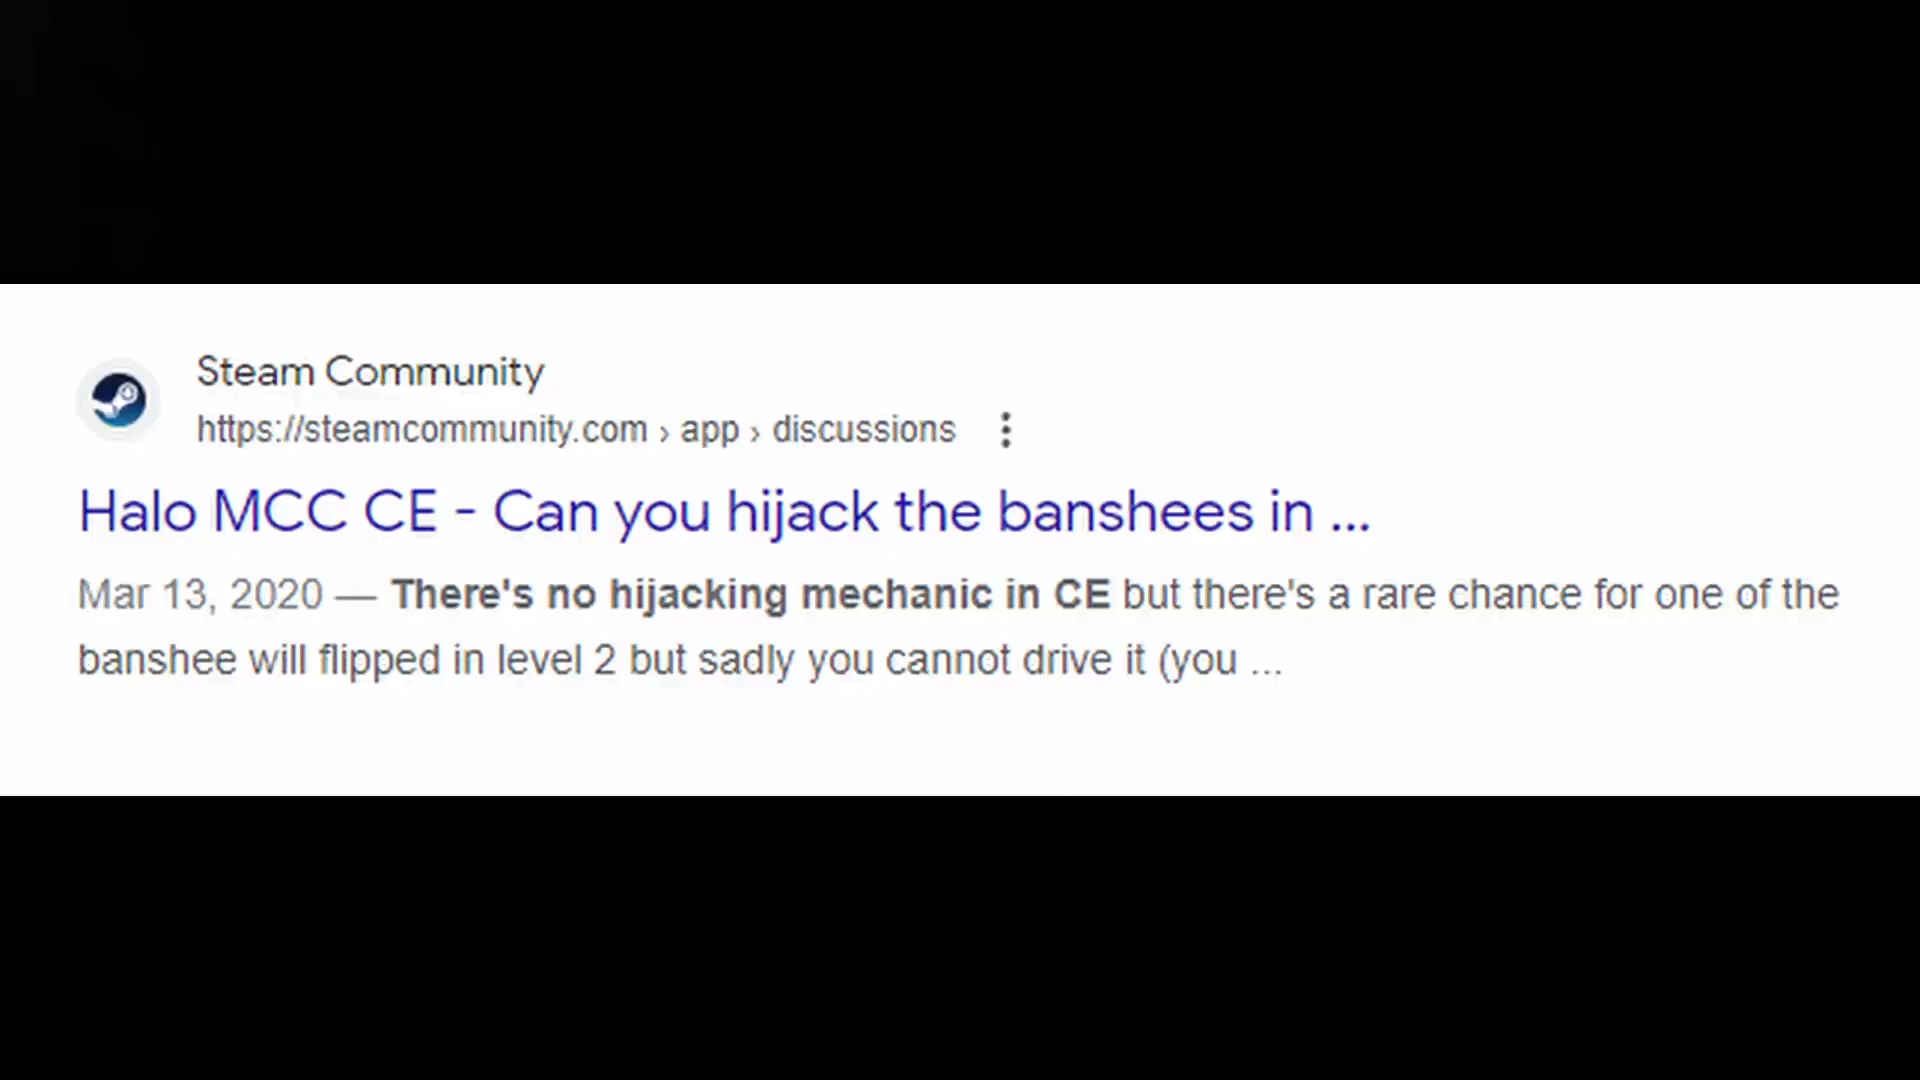 Steam Community
https://steamcommunity.com › app › discussions
Halo MCC CE - Can you hijack the banshees in ...
Mar 13, 2020 — There's no hijacking mechanic in CE but there's a rare chance for one of the
banshee will flipped in level 2 but sadly you cannot drive it (you ...